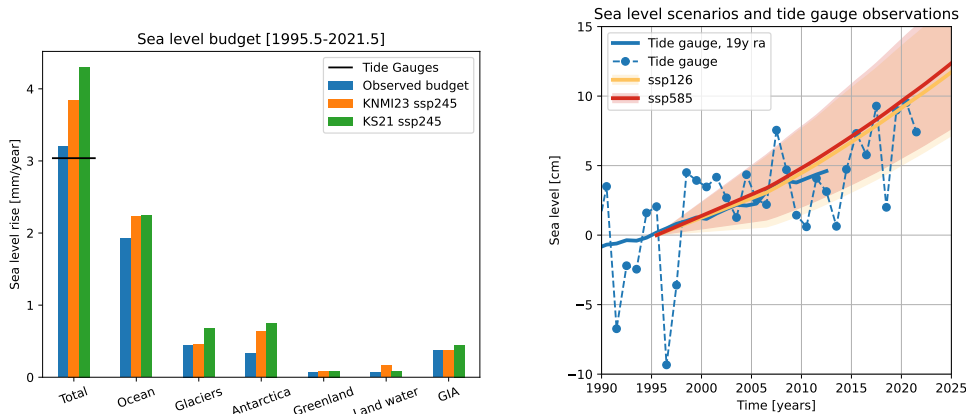 Sea level budget [1995.5-2021.5]
Sea level rise [mm/year]
4
3
2
1
0
Tide Gauges
Observed budget
KNMI23 ssp245
KS21 ssp245
Total
Ocean
Glaciers
Antarctica
Greenland
Land water
GIA
Sea level scenarios and tide gauge observations
Sea level [cm]
15
10
5
0
−5
−10
Tide gauge, 19y ra
Tide gauge
ssp126
ssp585
1990 1995 2000 2005 2010 2015 2020 2025
Time [years]